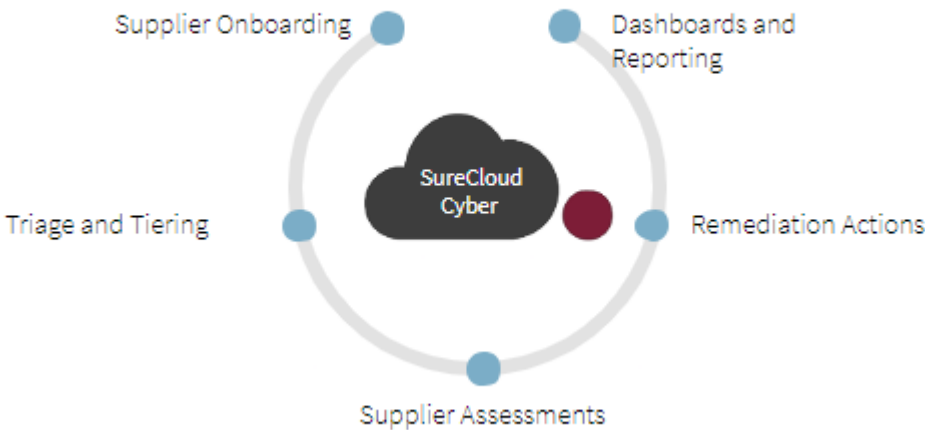 Supplier Onboarding
Dashboards and
Reporting
SureCloud
Cyber
Triage and Tiering
Remediation Actions
Supplier Assessments